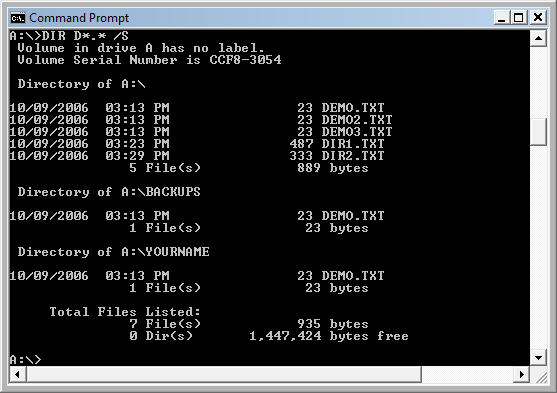 Command Prompt
A:\>DIR D*.* /S
 Volume in drive A has no label.
 Volume Serial Number is CCF8-3054
 Directory of A:\
10/09/2006  03:13 PM                23 DEMO.TXT
10/09/2006  03:13 PM                23 DEMO2.TXT
10/09/2006  03:13 PM                23 DEMO3.TXT
10/09/2006  03:23 PM               487 DIR1.TXT
10/09/2006  03:29 PM               333 DIR2.TXT
               5 File(s)            889 bytes
 Directory of A:\BACKUPS
10/09/2006  03:13 PM                23 DEMO.TXT
               1 File(s)             23 bytes
 Directory of A:\YOURNAME
10/09/2006  03:13 PM                23 DEMO.TXT
               1 File(s)             23 bytes
     Total Files Listed:
               7 File(s)            935 bytes
               0 Dir(s)       1,447,424 bytes free
A:\>